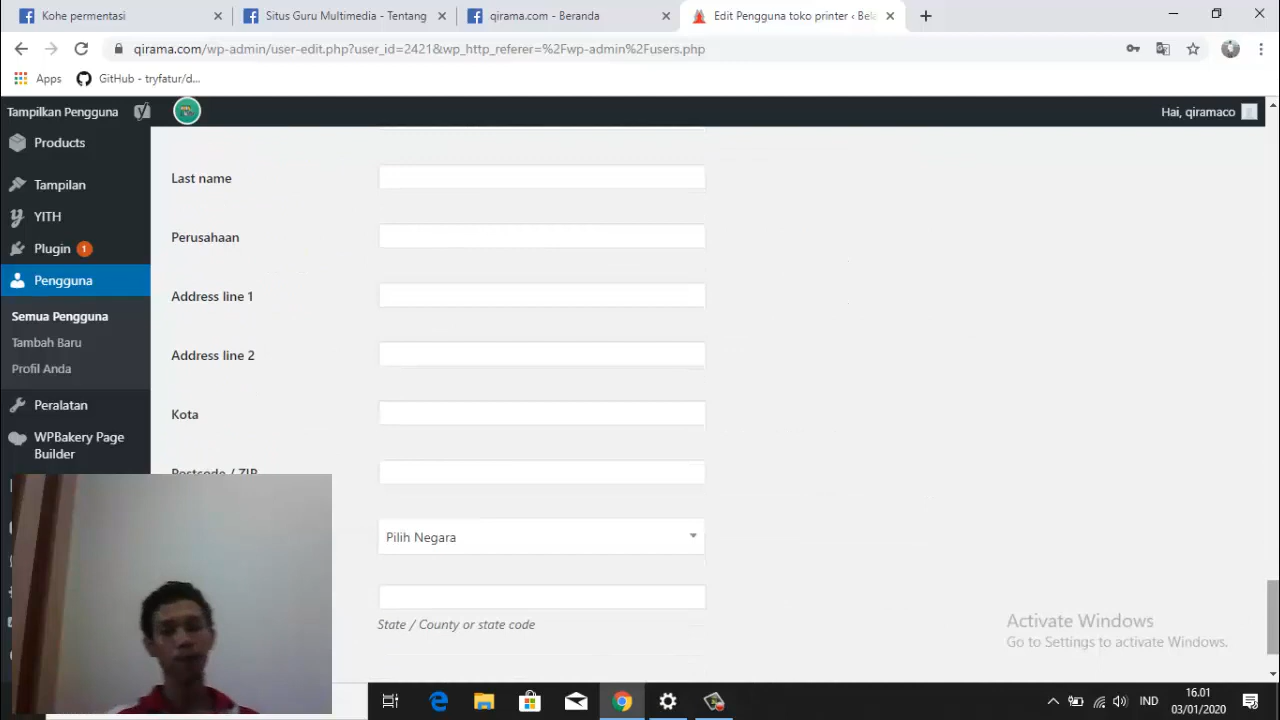 Kohe permentasi
Situs Guru Multimedia - Tentang
qirama.com - Beranda
Edit Pengguna toko printer ‹ Bela
qirama.com/wp-admin/user-edit.php?user_id=2421&wp_http_referer=%2Fwp-admin%2Fusers.php
Apps
GitHub - tryfatur/d...
Tampilkan Pengguna
Hai, qiramaco
Products
Tampilan
YITH
Plugin 1
Pengguna
Semua Pengguna
Tambah Baru
Profil Anda
Peralatan
WPBakery Page
Builder
Last name
Perusahaan
Address line 1
Address line 2
Kota
Postcode / ZIP
Pilih Negara
State / County or state code
Activate Windows
Go to Settings to activate Windows.
IND
16.01
03/01/2020